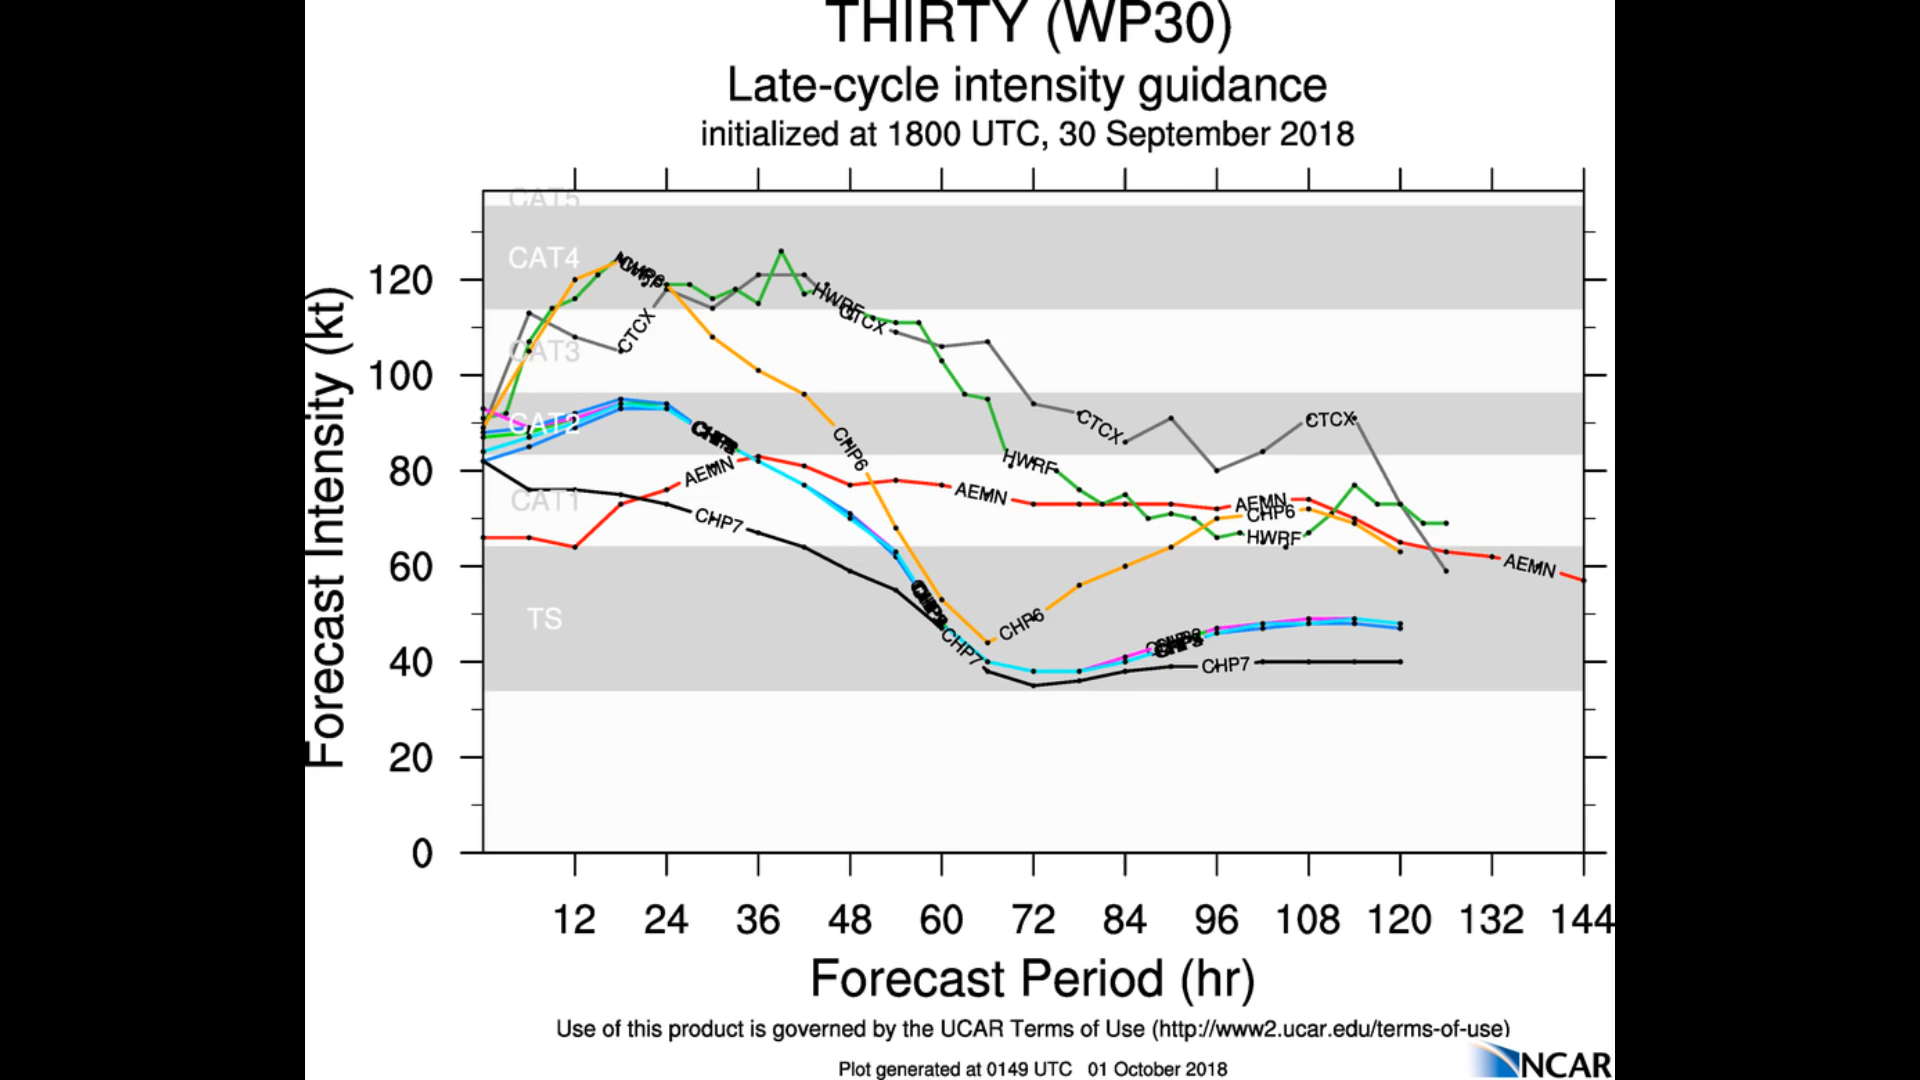 THIRTY (WP30)
Late-cycle intensity guidance
initialized at 1800 UTC, 30 September 2018
CAT5
CAT4
CAT3
CAT2
CAT1
TS
120
100
80
60
40
20
0
Forecast Intensity (kt)
CTCX
HWRF
CTCX
CHP6
AEMN
CHP7
CTCX
HWRF
AEMN
CTCX
AEMN
CHP6
HWRF
AEMN
CHP6
CHP7
CHP7
12 24 36 48 60 72 84 96 108 120 132 144
Forecast Period (hr)
Use of this product is governed by the UCAR Terms of Use (http://www2.ucar.edu/terms-of-use)
Plot generated at 0149 UTC 01 October 2018
NCAR